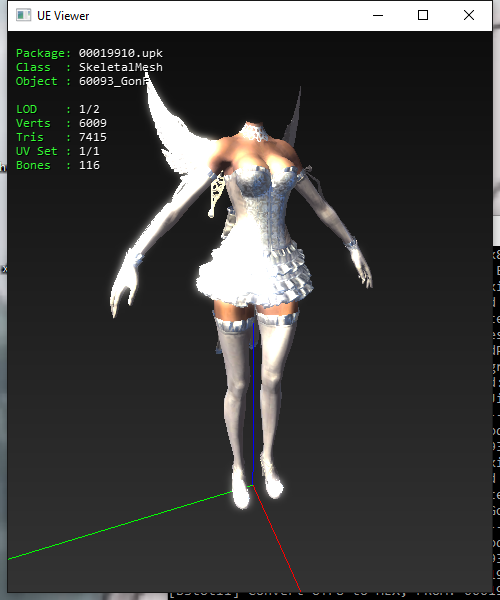 UE Viewer
Package: 00019910.upk
Class : SkeletalMesh
Object : 60093_Gon
LOD : 1/2
Verts : 6009
Tris : 7415
UV Set : 1/1
Bones : 116